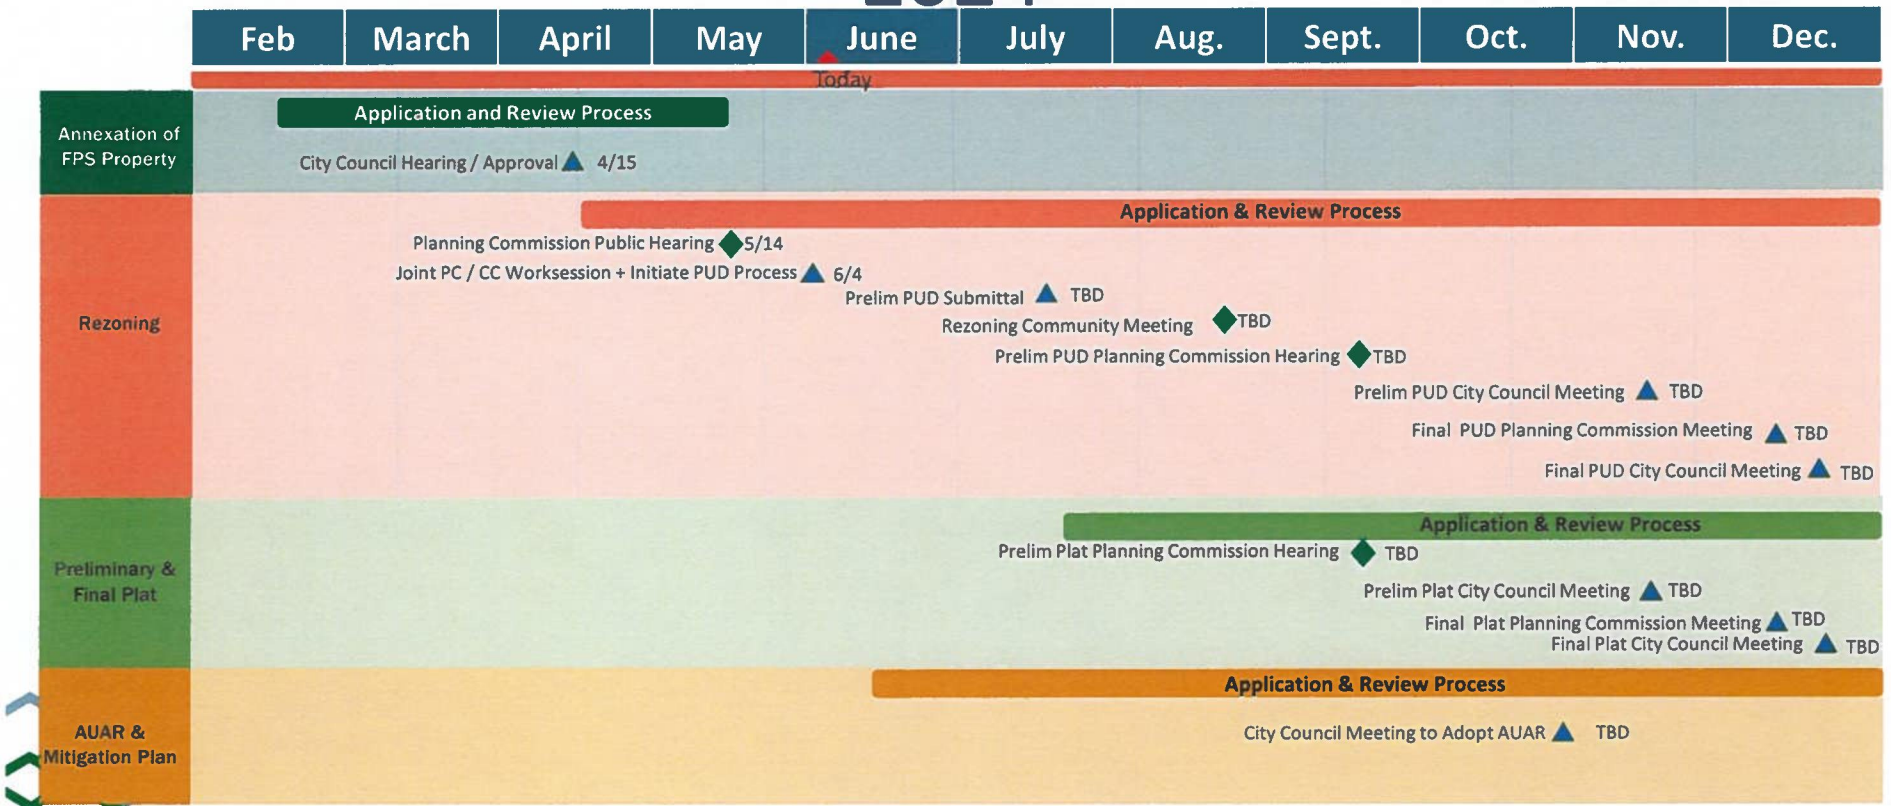 Feb March April May June July Aug. Sept. Oct. Nov. Dec.
Today
Annexation of
FPS Property
Application and Review Process
City Council Hearing / Approval 4/15
Rezoning
Application & Review Process
Planning Commission Public Hearing 5/14
Joint PC / CC Worksession + Initiate PUD Process 6/4
Prelim PUD Submittal TBD
Rezoning Community Meeting TBD
Prelim PUD Planning Commission Hearing TBD
Prelim PUD City Council Meeting TBD
Final PUD Planning Commission Meeting TBD
Final PUD City Council Meeting TBD
Preliminary &
Final Plat
Application & Review Process
Prelim Plat Planning Commission Hearing TBD
Prelim Plat City Council Meeting TBD
Final Plat Planning Commission Meeting TBD
Final Plat City Council Meeting TBD
AUAR &
Mitigation Plan
Application & Review Process
City Council Meeting to Adopt AUAR TBD